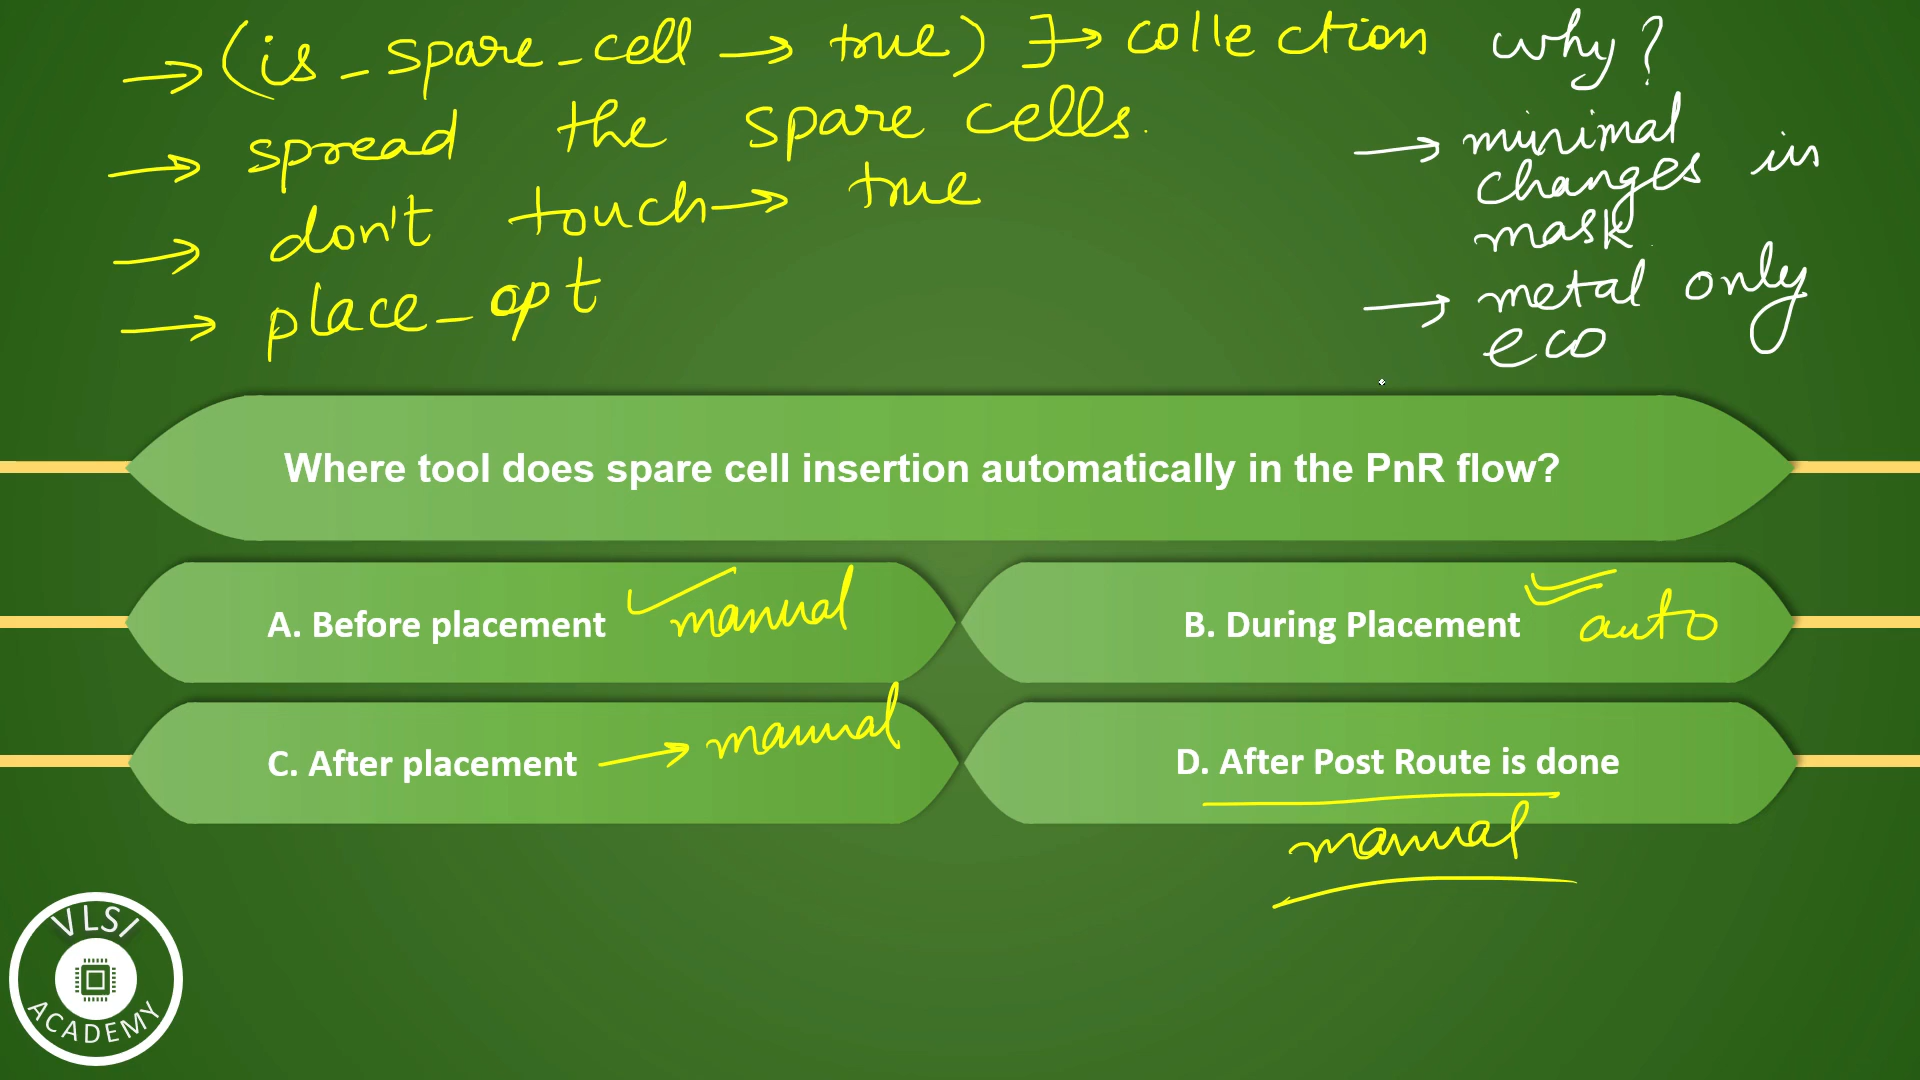 → (is_spare_cell → true) ]→ collection
→ spread the spare cells.
→ don't touch → true
→ place_opt
why?
→ minimal
changes in
mask
→ metal only
eco
Where tool does spare cell insertion automatically in the PnR flow?
A. Before placement ✓ manual
B. During Placement ✓ auto
C. After placement → manual
D. After Post Route is done
manual
VLSI
ACADEMY